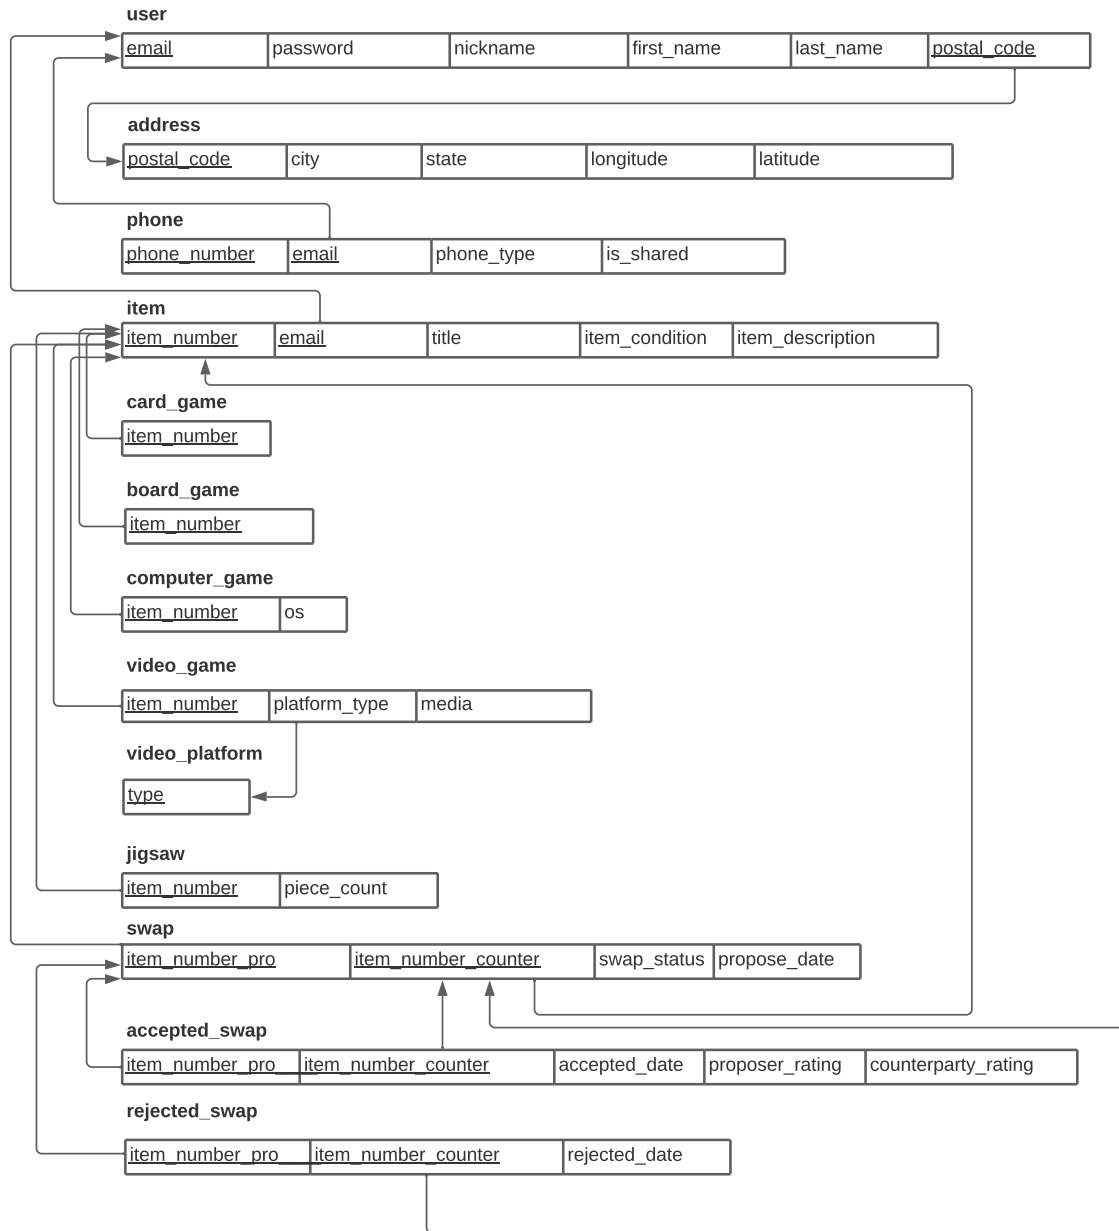 user
email password nickname first_name last_name postal_code
address
postal_code city state longitude latitude
phone
phone_number email phone_type is_shared
item
item_number email title item_condition item_description
card_game
item_number
board_game
item_number
computer_game
item_number os
video_game
item_number platform_type media
video_platform
type
jigsaw
item_number piece_count
swap
item_number_pro item_number_counter swap_status propose_date
accepted_swap
item_number_pro item_number_counter accepted_date proposer_rating counterparty_rating
rejected_swap
item_number_pro item_number_counter rejected_date